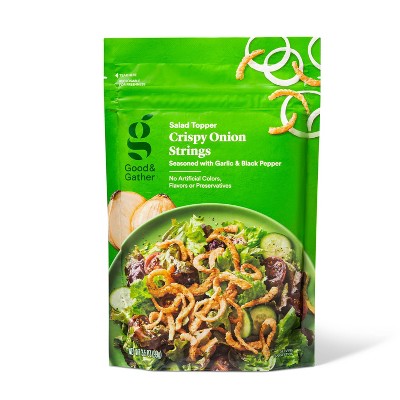 Salad Topper
Crispy Onion
Strings
Seasoned with Garlic & Black Pepper
g
Good&
Gather
No Artificial Colors,
Flavors or Preservatives